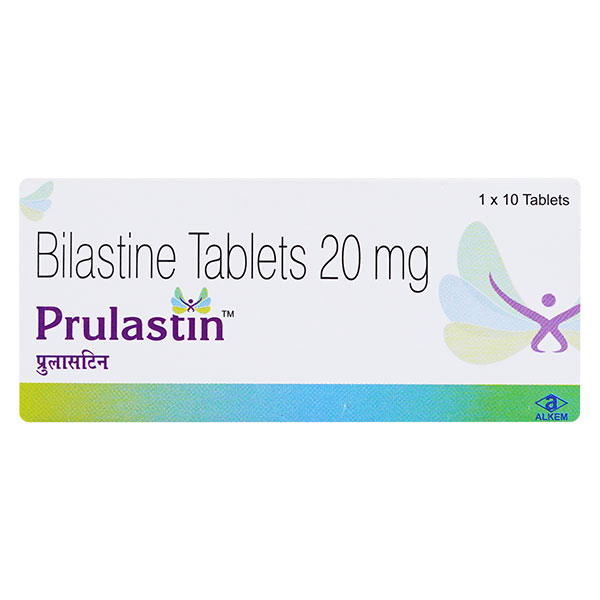 1 x 10 Tablets
Bilastine Tablets 20 mg
Prulastin™
प्रुलासटिन
a
ALKEM